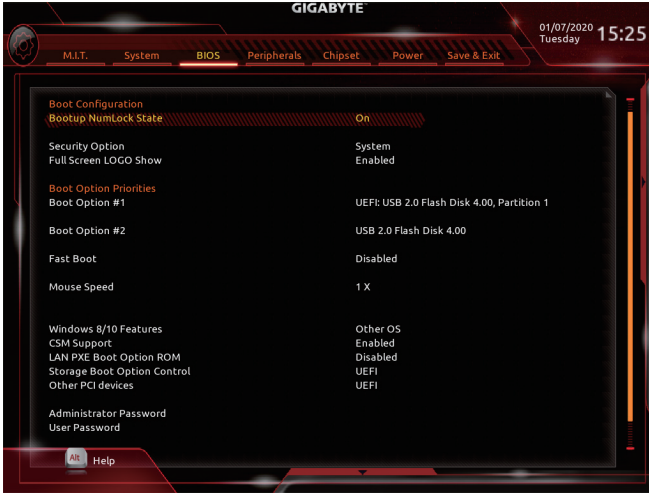 GIGABYTE™
01/07/2020 15:25
Tuesday
M.I.T. System BIOS Peripherals Chipset Power Save & Exit
Boot Configuration
Bootup NumLock State On
Security Option System
Full Screen LOGO Show Enabled
Boot Option Priorities
Boot Option #1 UEFI: USB 2.0 Flash Disk 4.00, Partition 1
Boot Option #2 USB 2.0 Flash Disk 4.00
Fast Boot Disabled
Mouse Speed 1 X
Windows 8/10 Features Other OS
CSM Support Enabled
LAN PXE Boot Option ROM Disabled
Storage Boot Option Control UEFI
Other PCI devices UEFI
Administrator Password
User Password
Alt Help